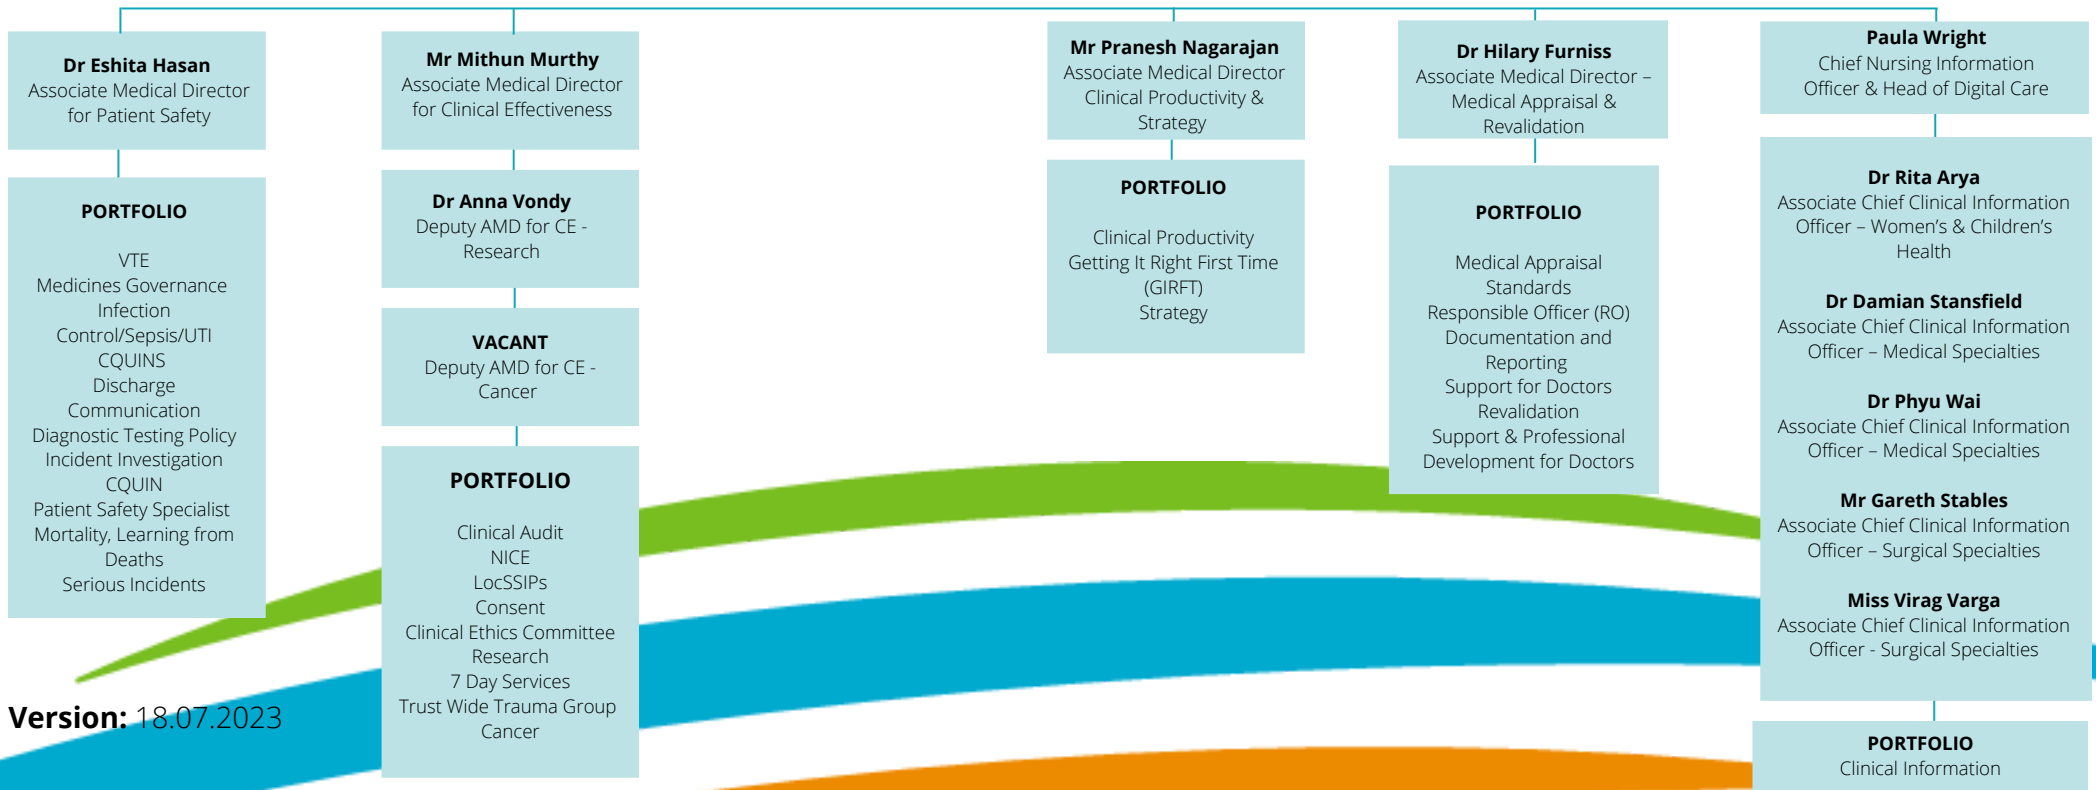 Dr Eshita Hasan
Associate Medical Director
for Patient Safety
PORTFOLIO
VTE
Medicines Governance
Infection
Control/Sepsis/UTI
CQUINS
Discharge
Communication
Diagnostic Testing Policy
Incident Investigation
CQUIN
Patient Safety Specialist
Mortality, Learning from
Deaths
Serious Incidents
Mr Mithun Murthy
Associate Medical Director
for Clinical Effectiveness
Dr Anna Vondy
Deputy AMD for CE -
Research
VACANT
Deputy AMD for CE -
Cancer
PORTFOLIO
Clinical Audit
NICE
LocSSIPs
Consent
Clinical Ethics Committee
Research
7 Day Services
Trust Wide Trauma Group
Cancer
Mr Pranesh Nagarajan
Associate Medical Director
Clinical Productivity &
Strategy
PORTFOLIO
Clinical Productivity
Getting It Right First Time
(GIRFT)
Strategy
Dr Hilary Furniss
Associate Medical Director –
Medical Appraisal &
Revalidation
PORTFOLIO
Medical Appraisal
Standards
Responsible Officer (RO)
Documentation and
Reporting
Support for Doctors
Revalidation
Support & Professional
Development for Doctors
Paula Wright
Chief Nursing Information
Officer & Head of Digital Care
Dr Rita Arya
Associate Chief Clinical Information
Officer – Women’s & Children’s
Health
Dr Damian Stansfield
Associate Chief Clinical Information
Officer – Medical Specialties
Dr Phyu Wai
Associate Chief Clinical Information
Officer – Medical Specialties
Mr Gareth Stables
Associate Chief Clinical Information
Officer – Surgical Specialties
Miss Virag Varga
Associate Chief Clinical Information
Officer - Surgical Specialties
PORTFOLIO
Clinical Information
Version: 18.07.2023